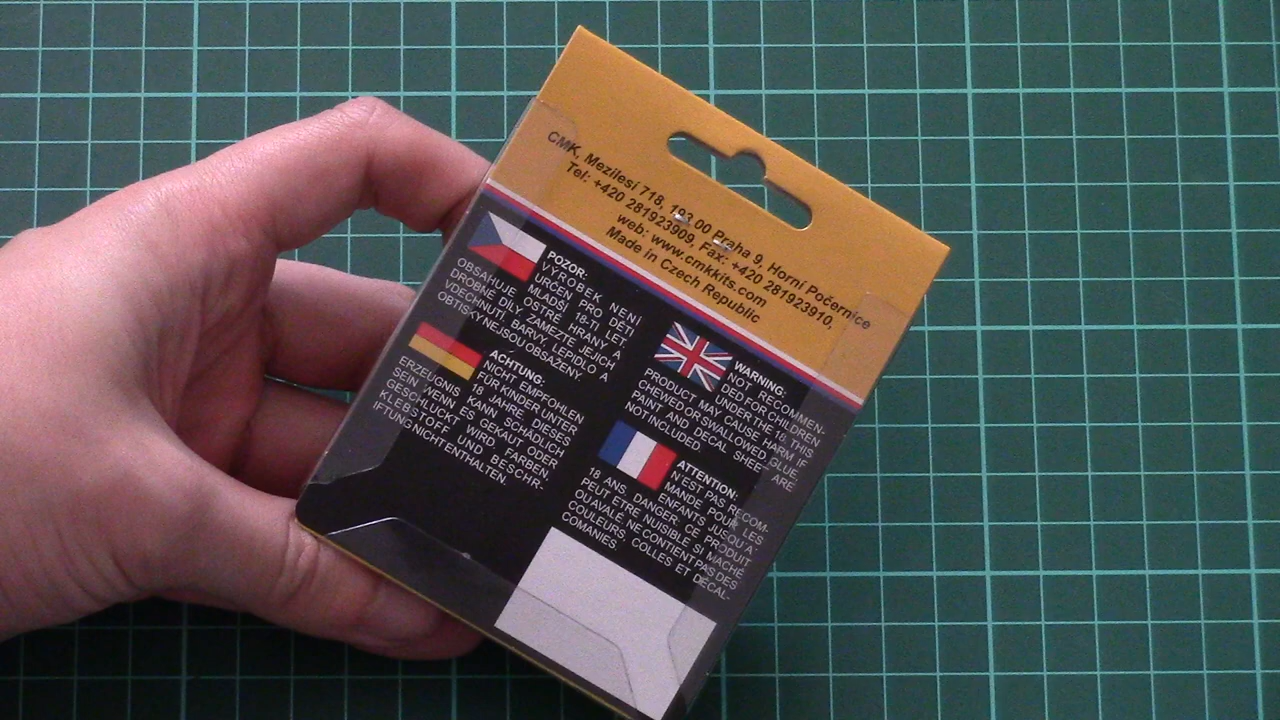 CMK, Mezilesí 718, 193 00 Praha 9, Horní Počernice
Tel: +420 281923909, Fax: +420 281923910,
web: www.cmkkits.com
Made in Czech Republic
POZOR:
VÝROBEK NENÍ
URČEN PRO DĚTI
MLADŠÍ 18-TI LET,
OBSAHUJE OSTRÉ HRANY A
DROBNÉ DÍLY, ZAMEZTE JEJICH
VDECHNUTÍ. BARVY, LEPIDLO A
OBTISKY NEJSOU OBSAŽENY.
ACHTUNG:
NICHT EMPFOHLEN
FÜR KINDER UNTER
18 JAHRE, DIESES
ERZEUGNIS KANN SCHÄDLICH
SEIN WENN ES GEKAUT ODER
GESCHLUCKT WIRD. FARBEN,
KLEBSTOFF UND BESCHR-
IFTUNG NICHT ENTHALTEN.
WARNING:
NOT RECOMMEN-
DED FOR CHILDREN
UNDER THE 18. THIS
PRODUCT MAY CAUSE HARM IF
CHEWED OR SWALLOWED. GLUE,
PAINT AND DECAL SHEE ARE
NOT INCLUDED.
ATTENTION:
N'EST PAS RECOM-
MANDE POUR LES
ENFANTS JUSQU'A
18 ANS. DANGER: CE PRODUIT
PEUT ETRE NUISIBLE SI MACHÉ
OU AVALÉ. NE CONTIENT PAS DES
COULEURS, COLLES ET DÉCAL-
COMANIES.